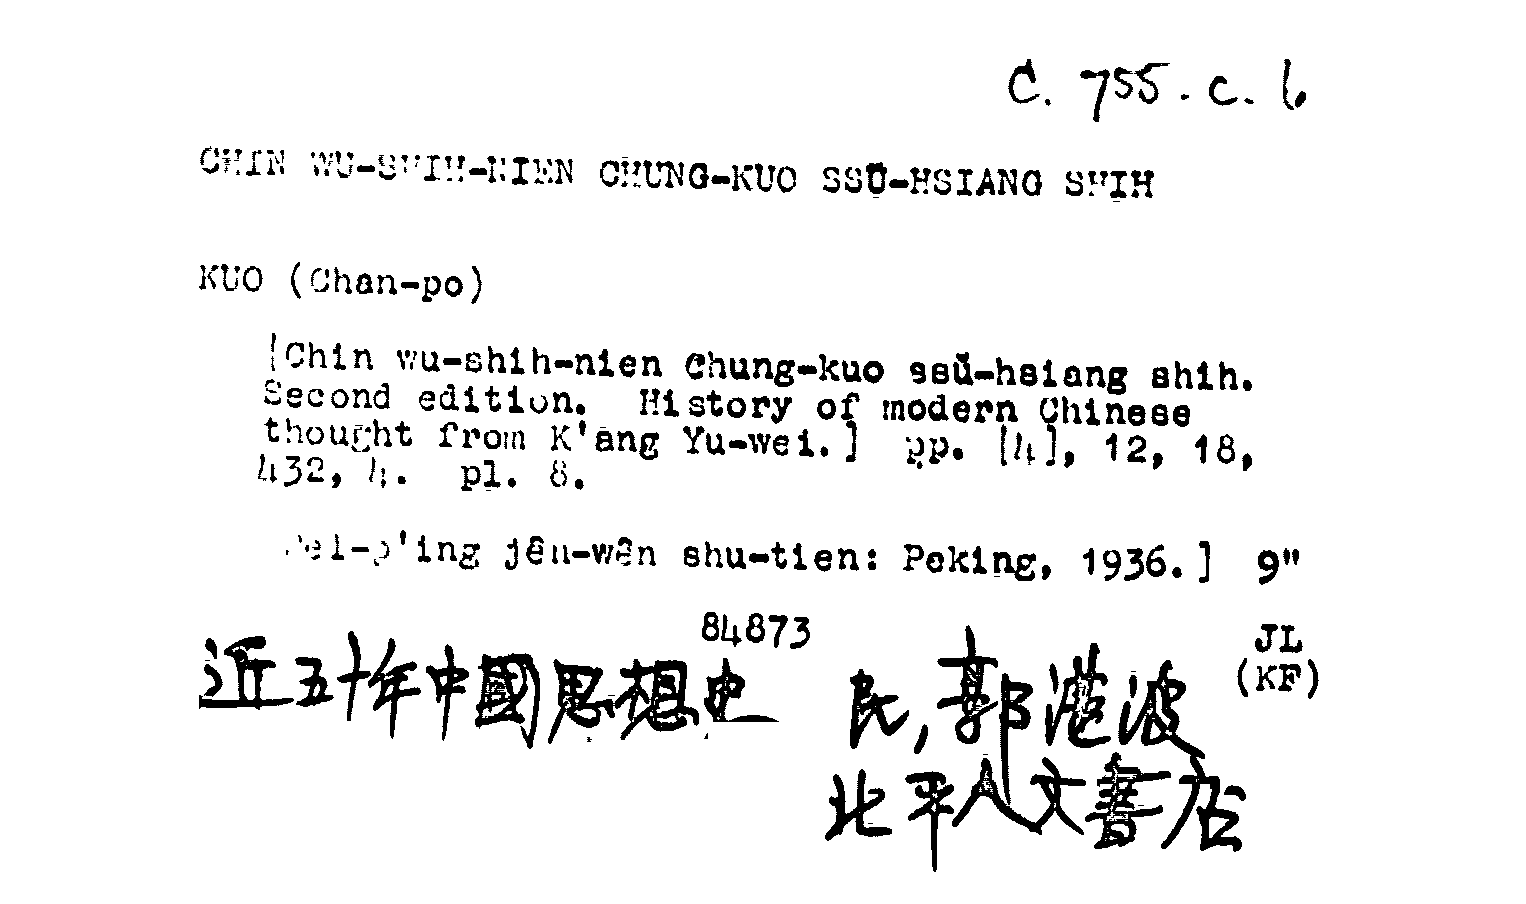 C. 755. c. 6
CHIN WU-SHIH-NIEN CHUNG-KUO SSŬ-HSIANG SHIH
KUO (Chan-po)
[Chin wu-shih-nien Chung-kuo ssŭ-hsiang shih.
Second edition. History of modern Chinese
thought from K'ang Yu-wei.] pp. [4], 12, 18,
432, 4. pl. 8.
Pei-p'ing jên-wên shu-tien: Peking, 1936.] 9"
84873
JL
(KF)
近五十年中國思想史 民,郭湛波
北平人文書店